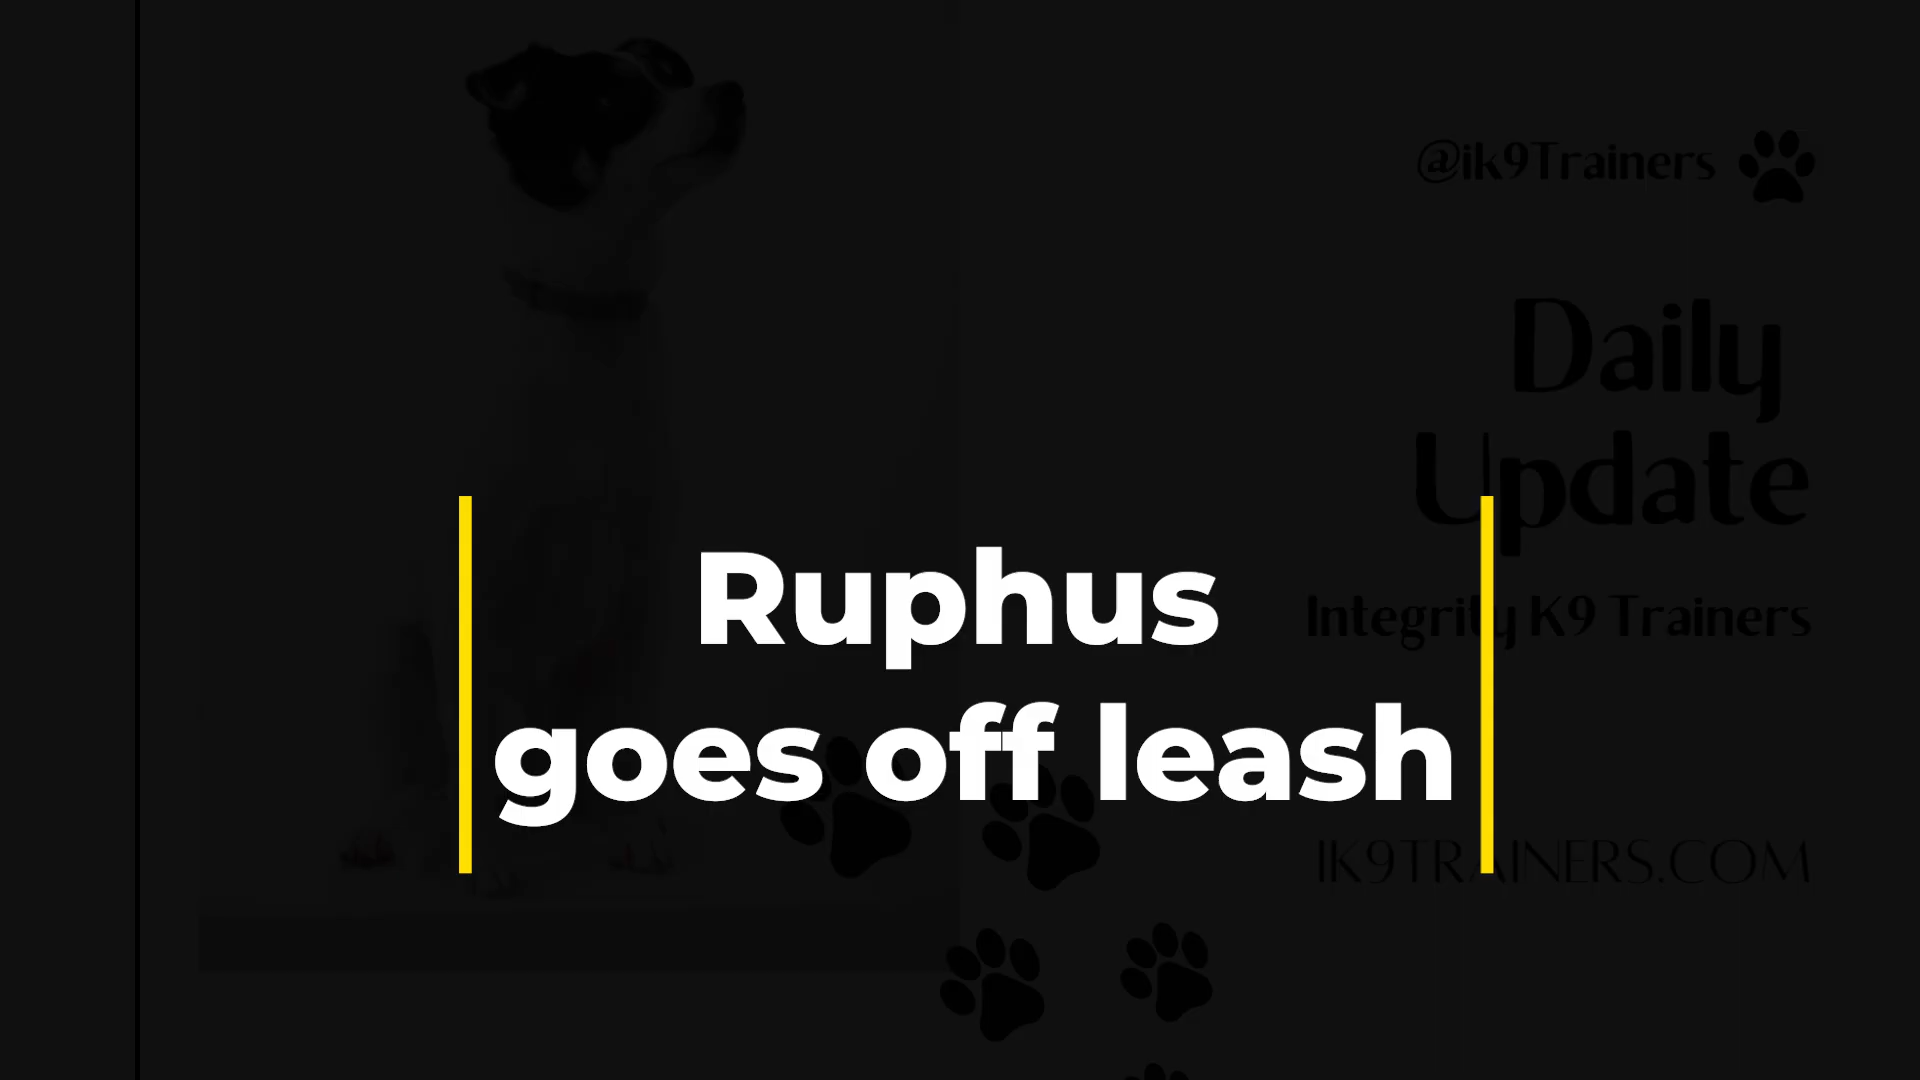 @ik9Trainers
Daily
Update
Integrity K9 Trainers
Ruphus
goes off leash
IK9TRAINERS.COM